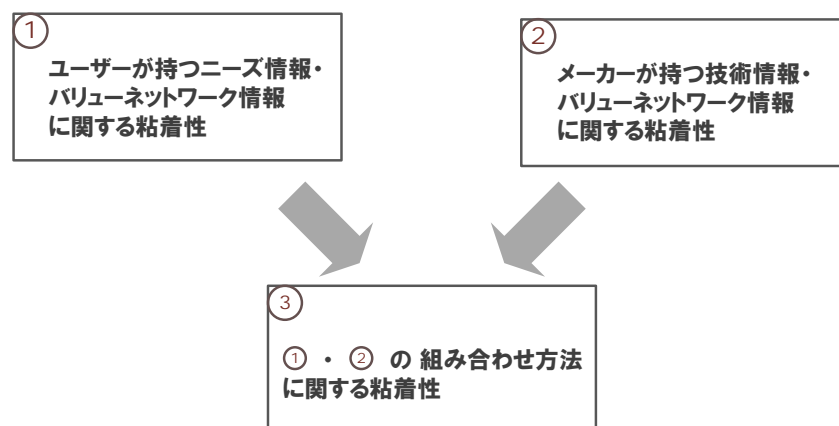 ①
ユーザーが持つニーズ情報・
バリューネットワーク情報
に関する粘着性
②
メーカーが持つ技術情報・
バリューネットワーク情報
に関する粘着性
③
① ・ ② の 組み合わせ方法
に関する粘着性